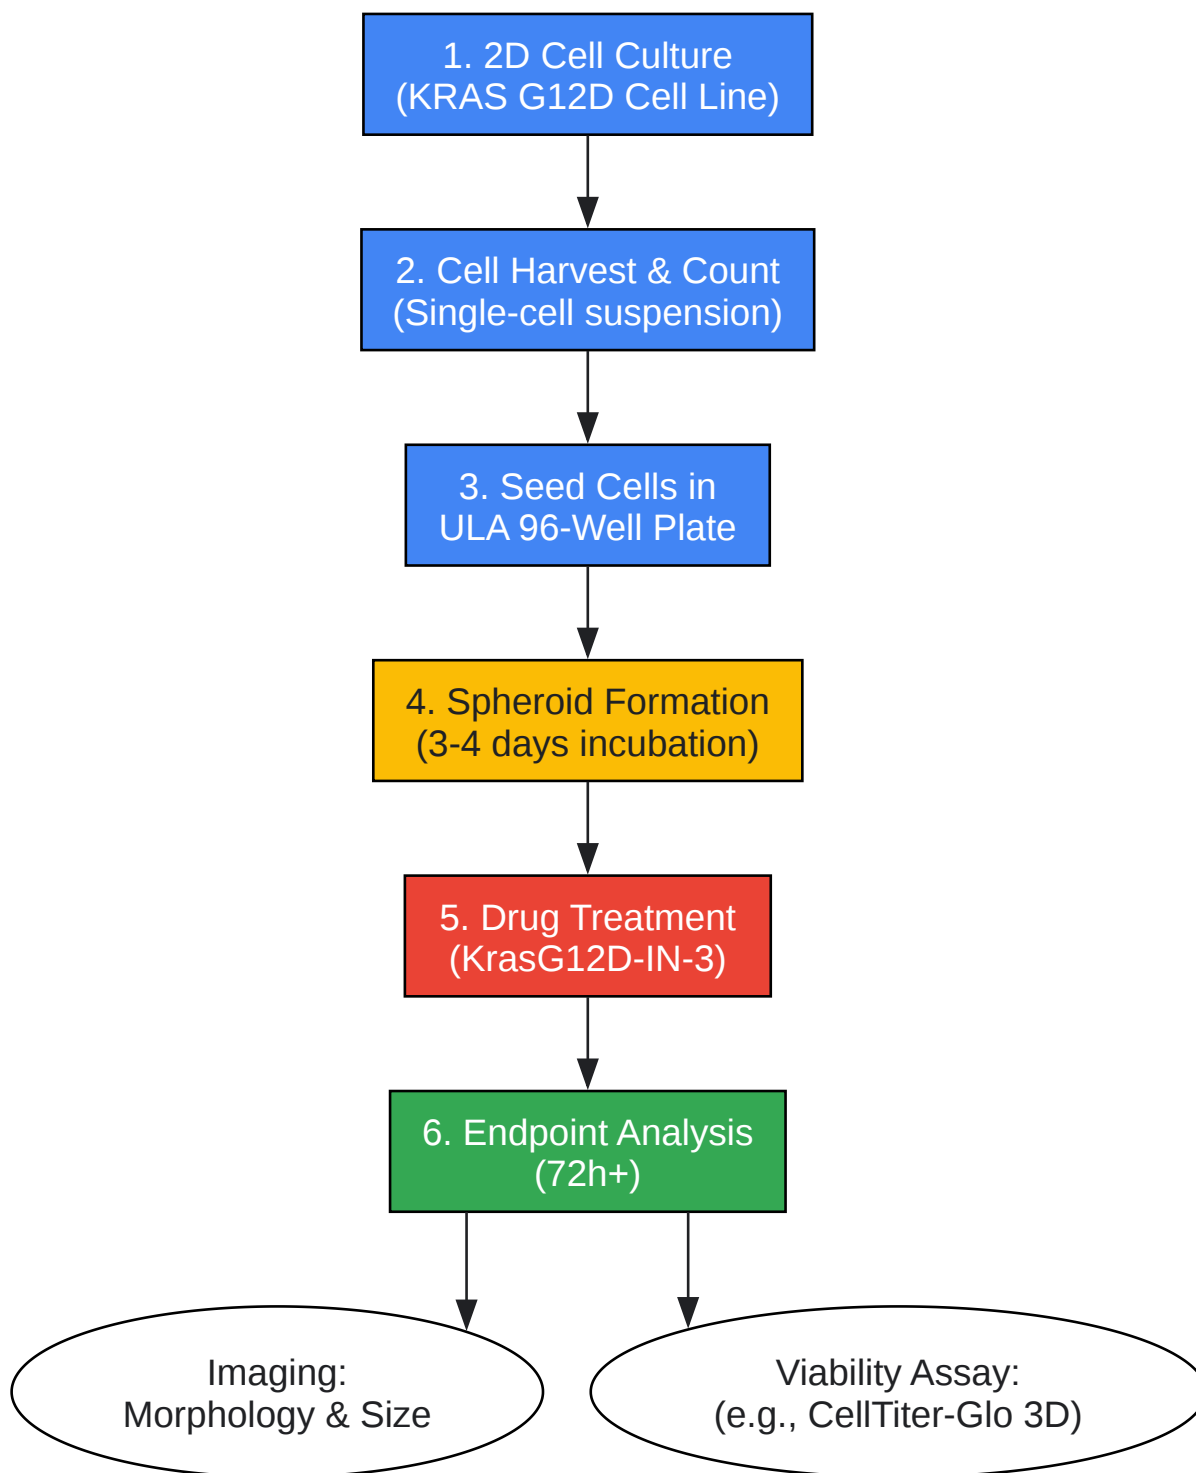 1. 2D Cell Culture
(KRAS G12D Cell Line)
2. Cell Harvest & Count
(Single-cell suspension)
3. Seed Cells in
ULA 96-Well Plate
4. Spheroid Formation
(3-4 days incubation)
5. Drug Treatment
(KrasG12D-IN-3)
6. Endpoint Analysis
(72h+)
Imaging:
Morphology & Size
Viability Assay:
(e.g., CellTiter-Glo 3D)